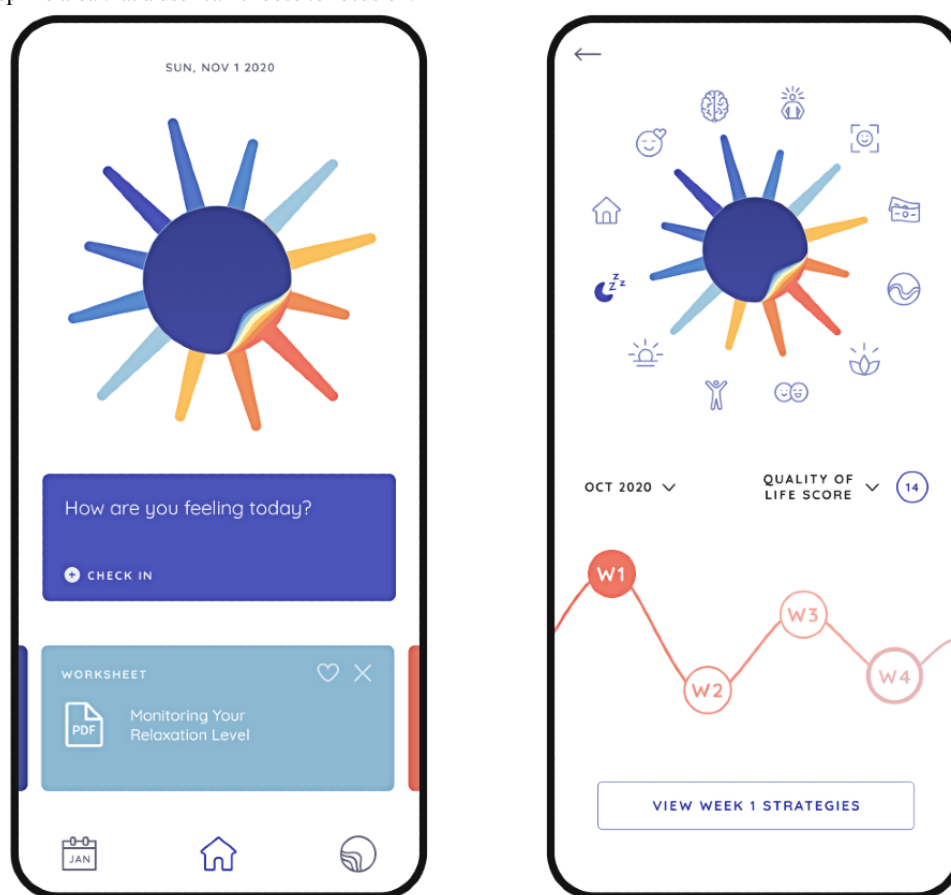 SUN, NOV 1 2020
How are you feeling today?
CHECK IN
WORKSHEET
PDF
Monitoring Your
Relaxation Level
JAN
z z z
OCT 2020
QUALITY OF
LIFE SCORE
14
W1
W2
W3
W4
VIEW WEEK 1 STRATEGIES